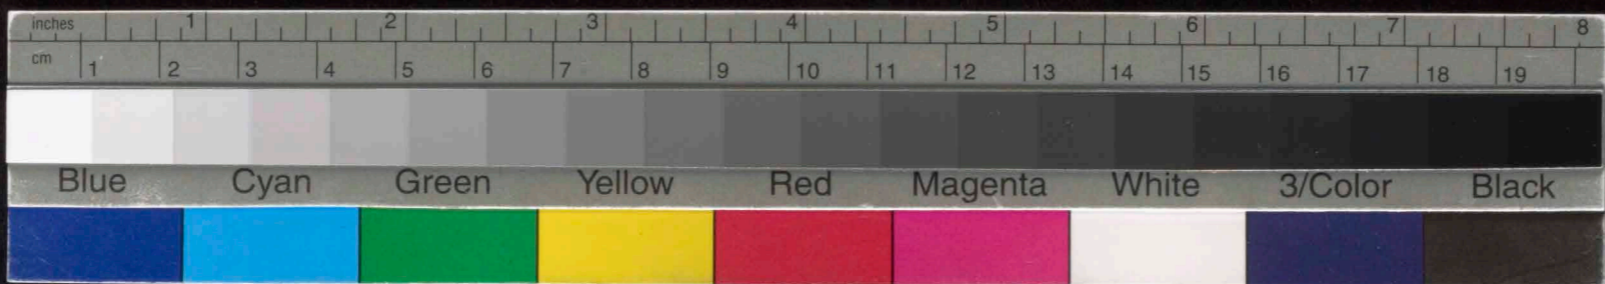 inches 1 2 3 4 5 6 7 8
cm 1 2 3 4 5 6 7 8 9 10 11 12 13 14 15 16 17 18 19
Blue Cyan Green Yellow Red Magenta White 3/Color Black